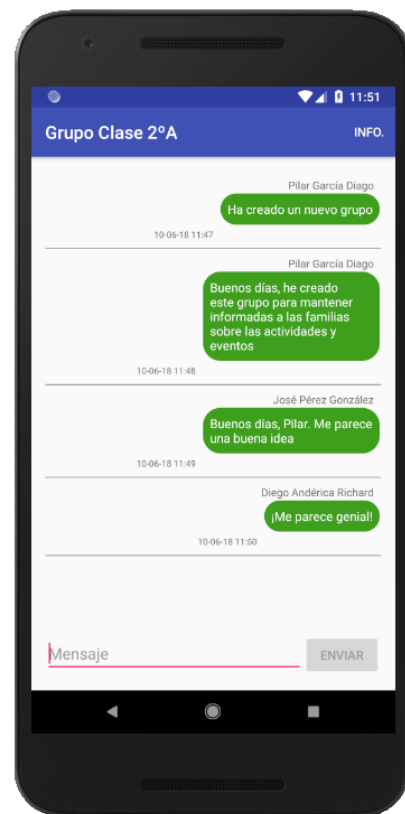 11:51
Grupo Clase 2ºA
INFO.
Pilar García Diago
Ha creado un nuevo grupo
10-06-18 11:47
Pilar García Diago
Buenos días, he creado
este grupo para mantener
informadas a las familias
sobre las actividades y
eventos
10-06-18 11:48
José Pérez González
Buenos días, Pilar. Me parece
una buena idea
10-06-18 11:49
Diego Andérica Richard
¡Me parece genial!
10-06-18 11:50
Mensaje
ENVIAR